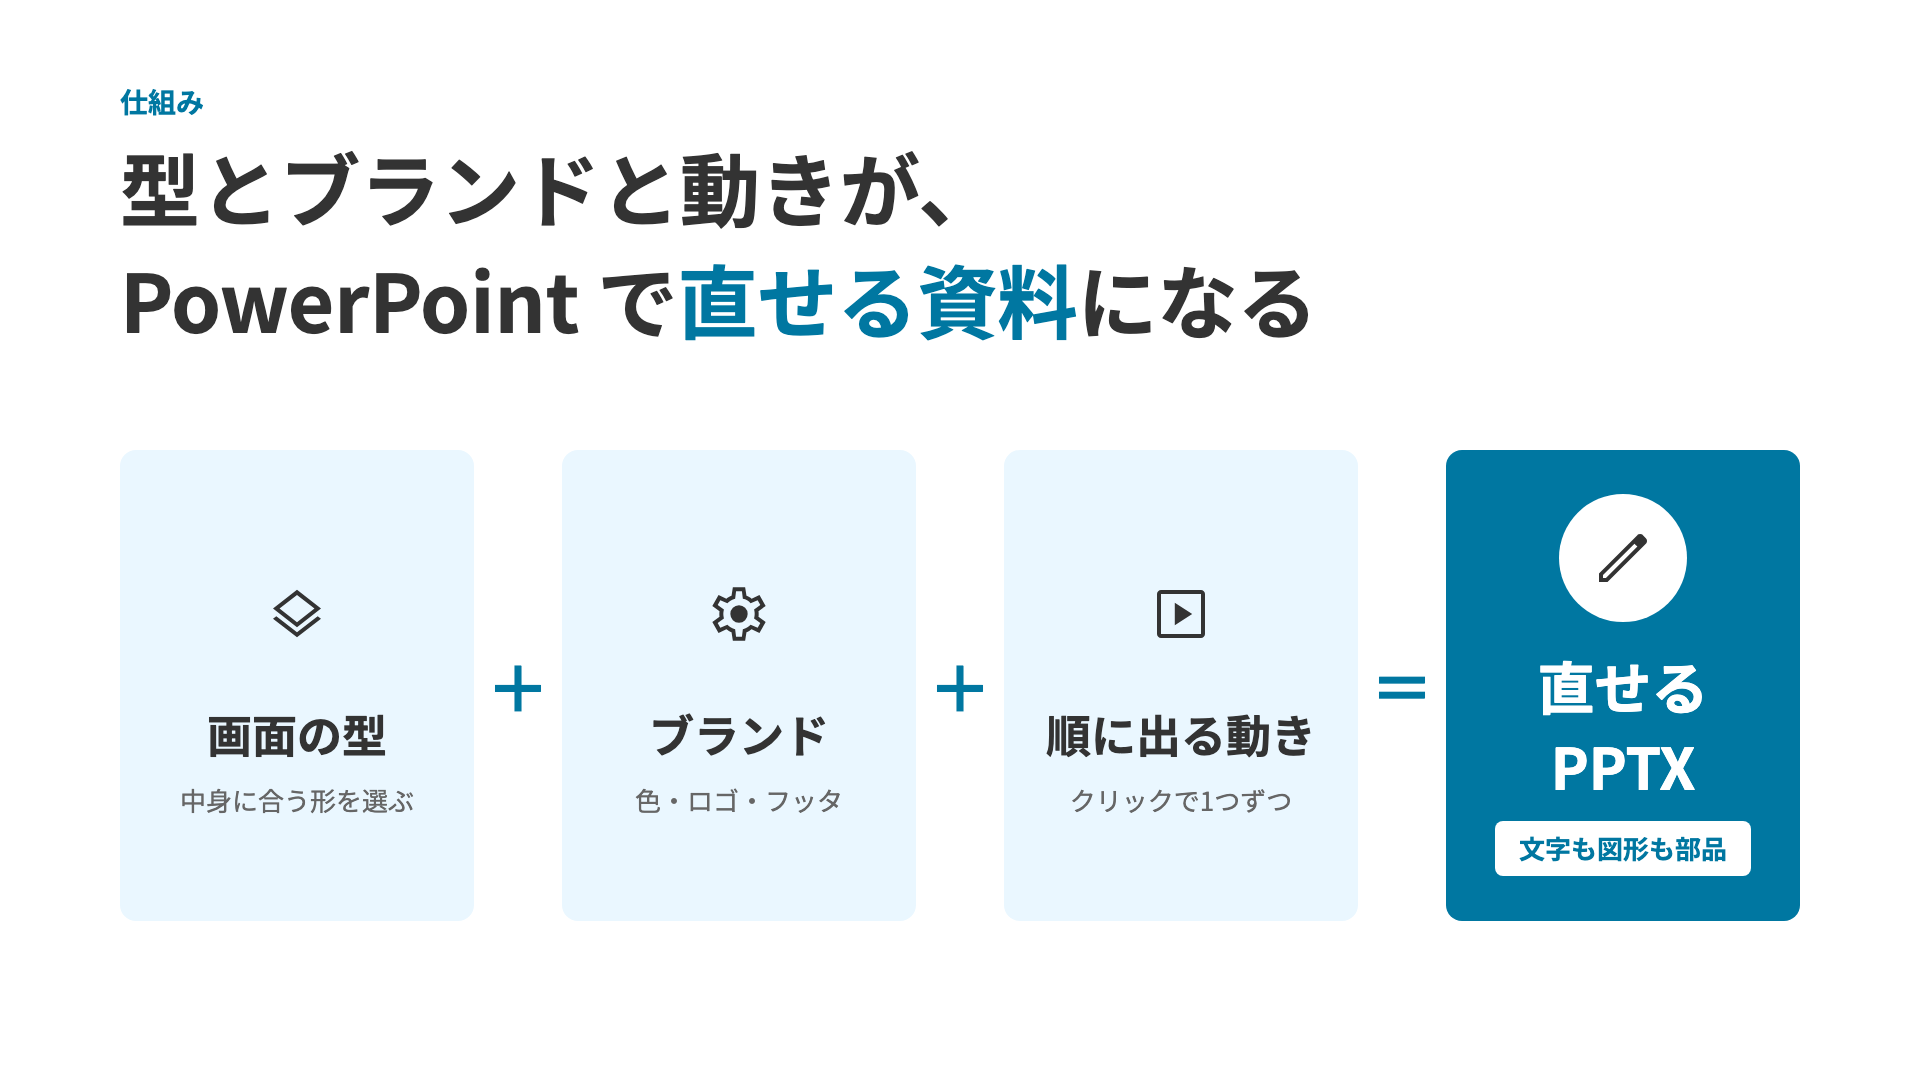 仕組み
型とブランドと動きが、
PowerPoint で直せる資料になる
画面の型
中身に合う形を選ぶ
+
ブランド
色・ロゴ・フッタ
+
順に出る動き
クリックで1つずつ
=
直せる
PPTX
文字も図形も部品